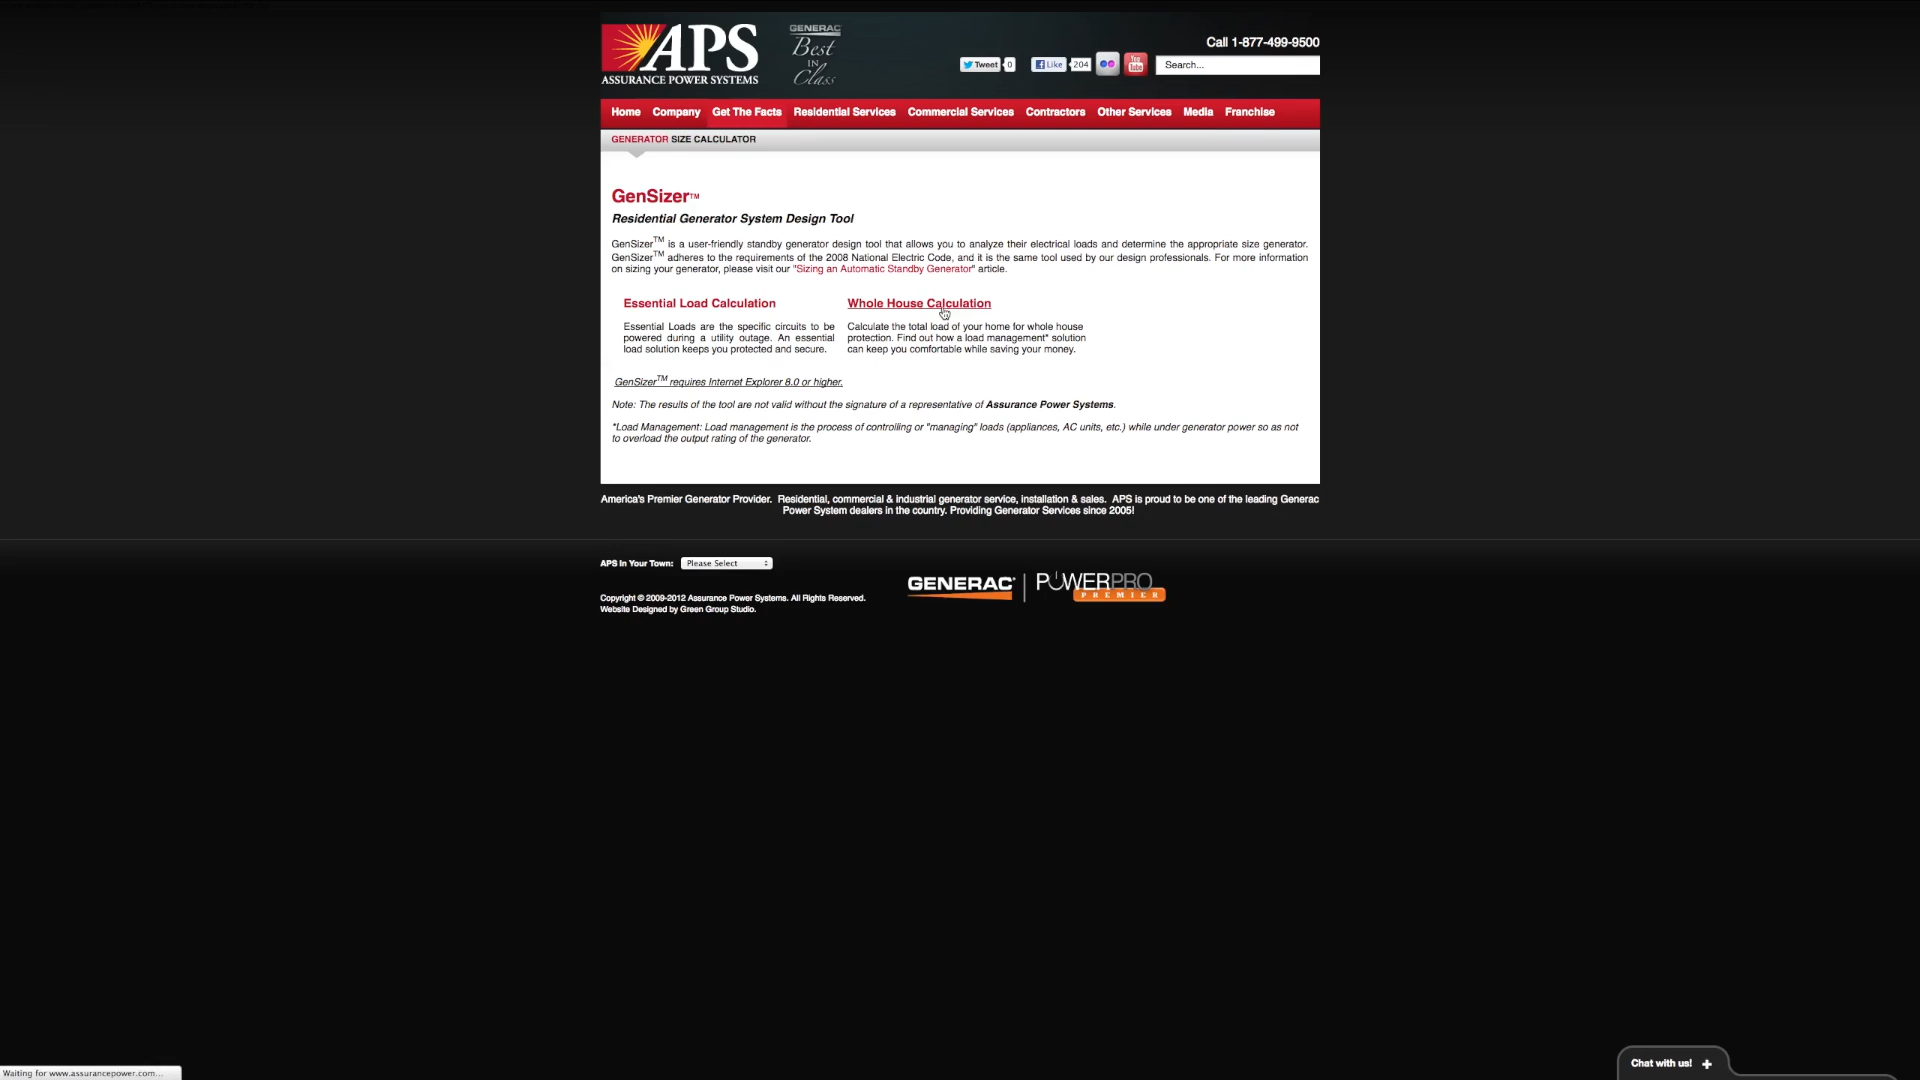 APS
ASSURANCE POWER SYSTEMS
GENERAC
Best
IN
Class
Call 1-877-499-9500
Tweet 0
Like 204
You
Tube
Search...
Home Company Get The Facts Residential Services Commercial Services Contractors Other Services Media Franchise
GENERATOR SIZE CALCULATOR
GenSizer™
Residential Generator System Design Tool
GenSizer™ is a user-friendly standby generator design tool that allows you to analyze their electrical loads and determine the appropriate size generator.
GenSizer™ adheres to the requirements of the 2008 National Electric Code, and it is the same tool used by our design professionals. For more information
on sizing your generator, please visit our "Sizing an Automatic Standby Generator" article.
Essential Load Calculation
Essential Loads are the specific circuits to be
powered during a utility outage. An essential
load solution keeps you protected and secure.
Whole House Calculation
Calculate the total load of your home for whole house
protection. Find out how a load management* solution
can keep you comfortable while saving your money.
GenSizer™ requires Internet Explorer 8.0 or higher.
Note: The results of the tool are not valid without the signature of a representative of Assurance Power Systems.
*Load Management: Load management is the process of controlling or "managing" loads (appliances, AC units, etc.) while under generator power so as not
to overload the output rating of the generator.
America's Premier Generator Provider. Residential, commercial & industrial generator service, installation & sales. APS is proud to be one of the leading Generac
Power System dealers in the country. Providing Generator Services since 2005!
APS In Your Town: Please Select
Copyright © 2009-2012 Assurance Power Systems. All Rights Reserved.
Website Designed by Green Group Studio.
GENERAC | POWERPRO
PREMIER
Chat with us! +
Waiting for www.assurancepower.com...